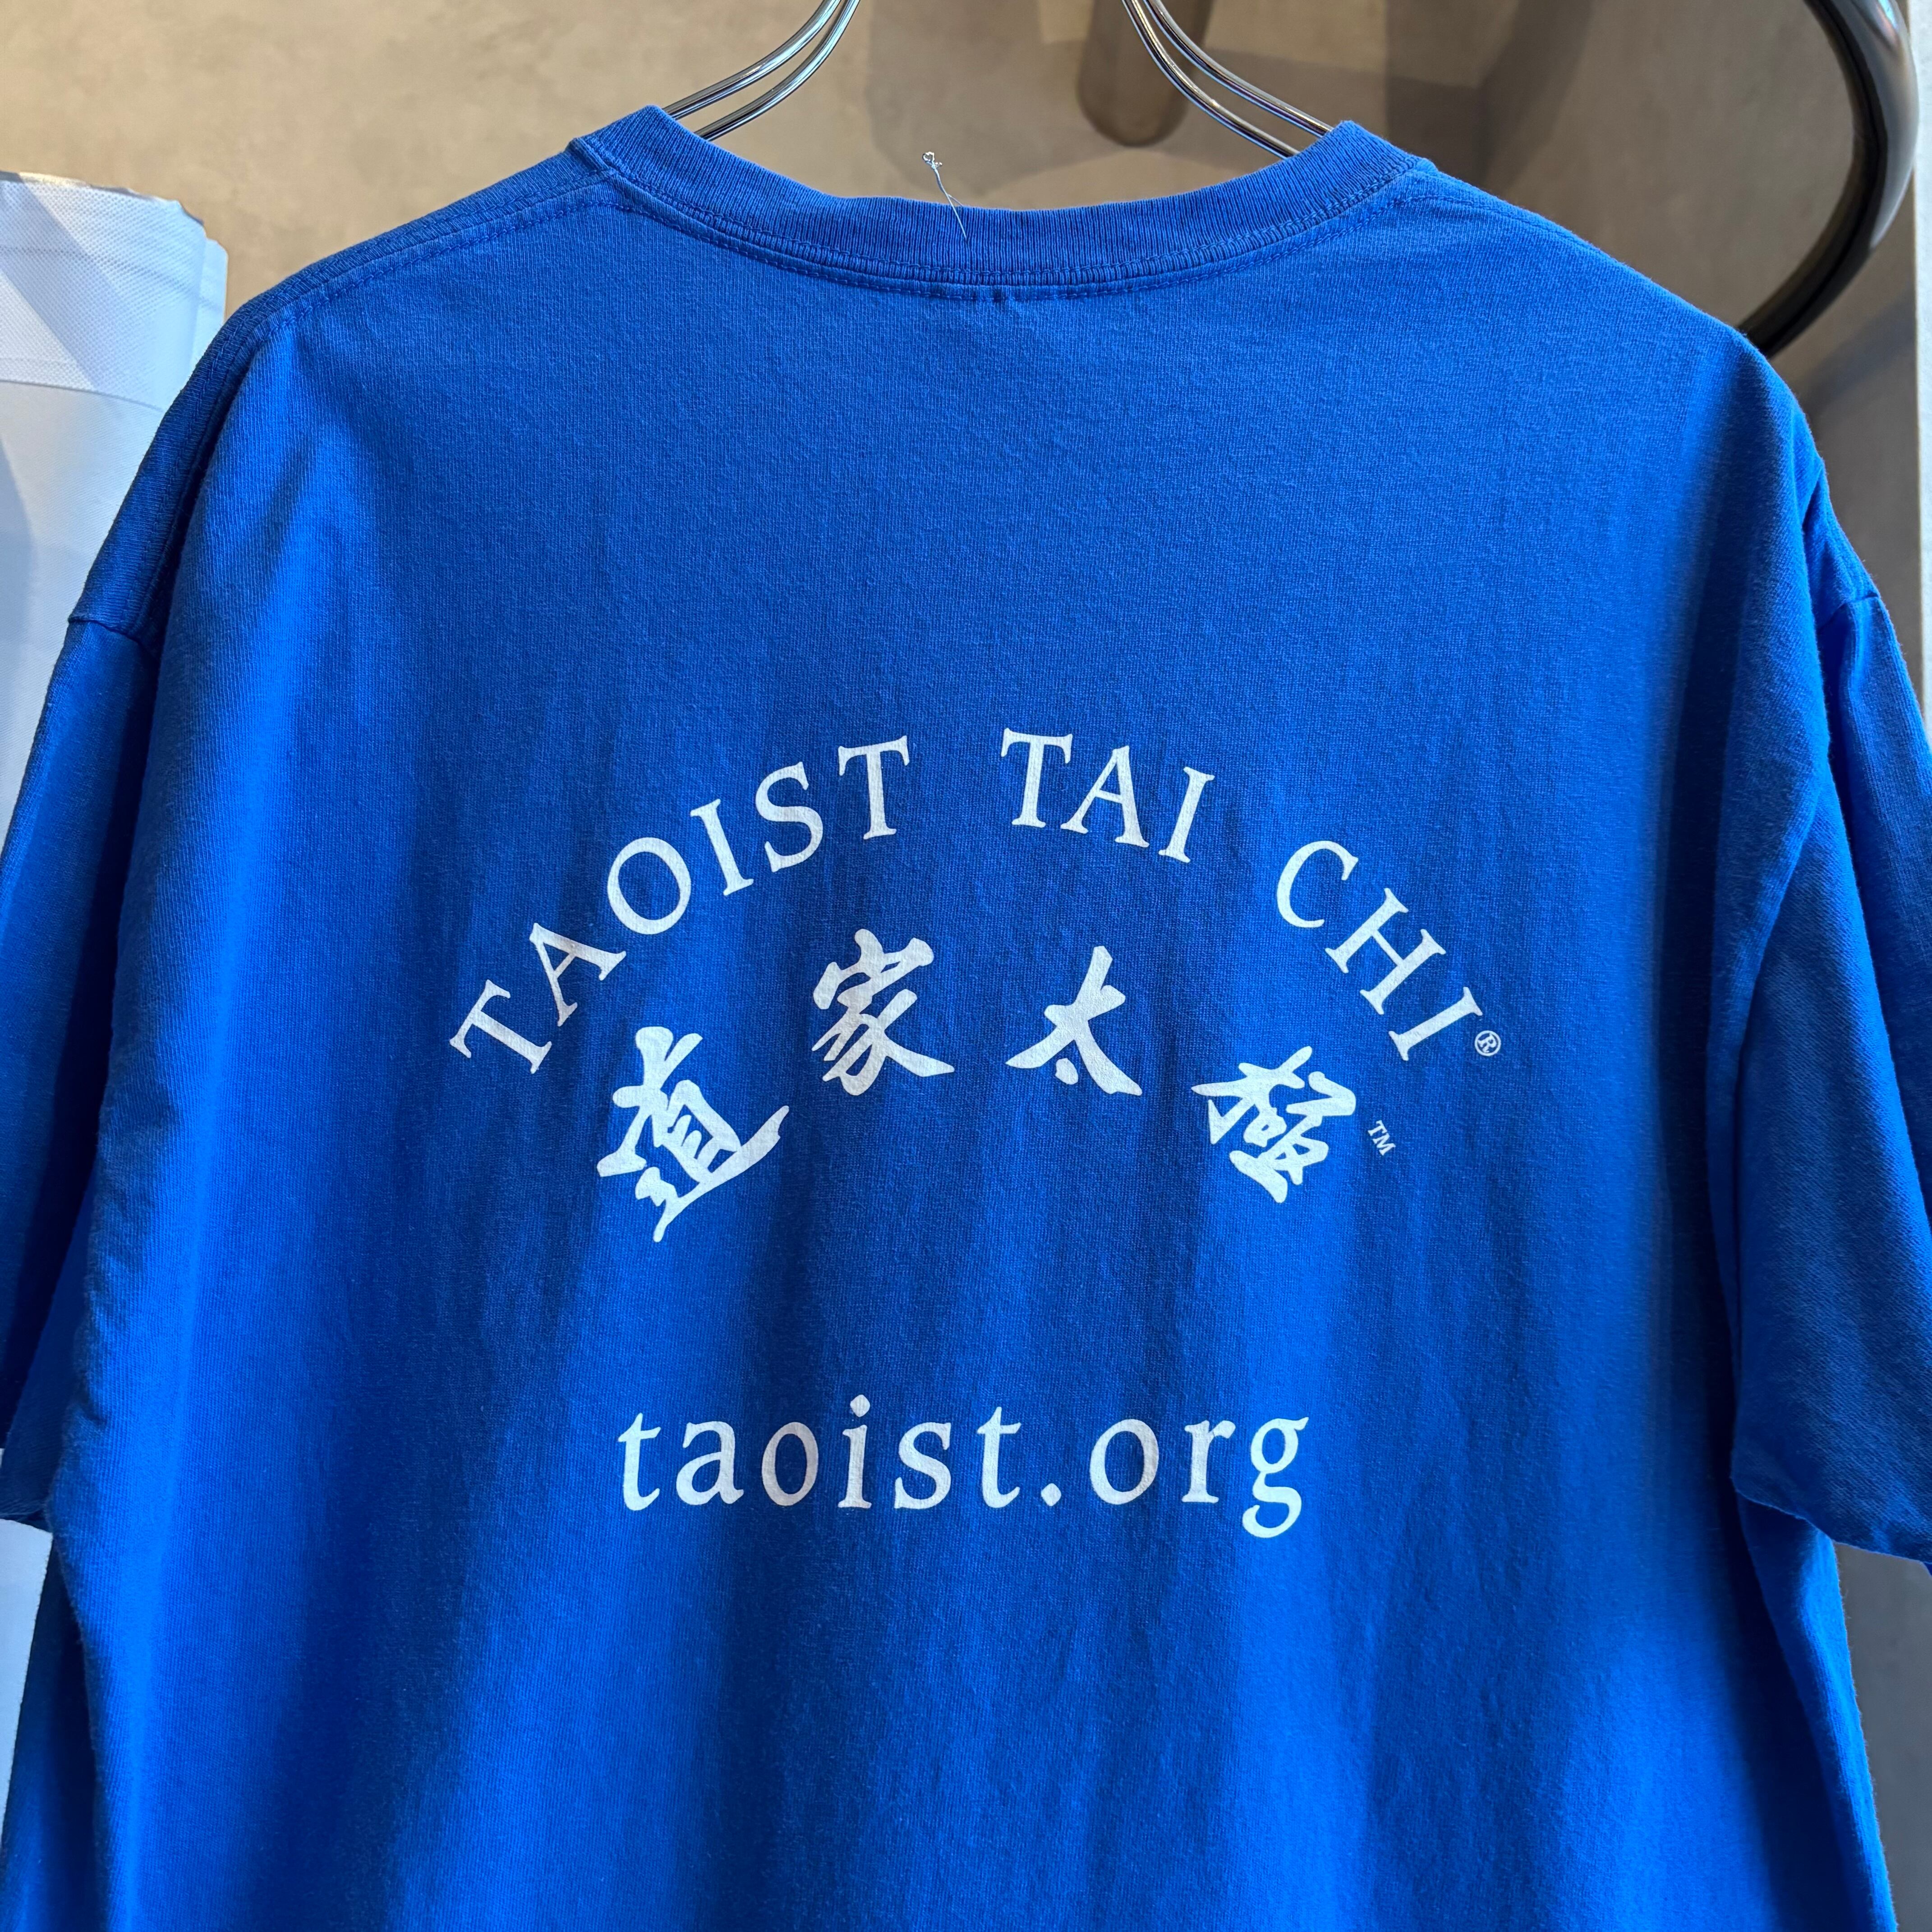 TAOIST TAI CHI®
道家太極™
taoist.org